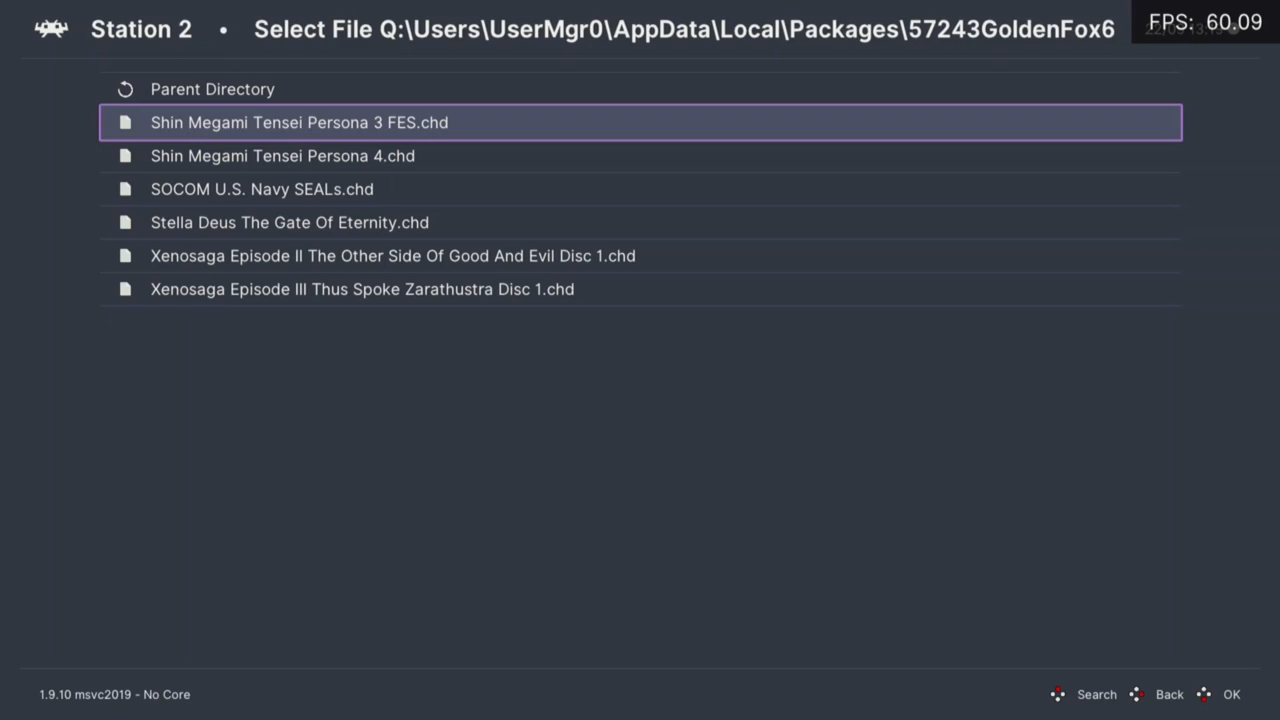 Station 2 • Select File Q:\Users\UserMgr0\AppData\Local\Packages\57243GoldenFox6
FPS: 60.09
Parent Directory
Shin Megami Tensei Persona 3 FES.chd
Shin Megami Tensei Persona 4.chd
SOCOM U.S. Navy SEALs.chd
Stella Deus The Gate Of Eternity.chd
Xenosaga Episode II The Other Side Of Good And Evil Disc 1.chd
Xenosaga Episode III Thus Spoke Zarathustra Disc 1.chd
1.9.10 msvc2019 - No Core
Search Back OK